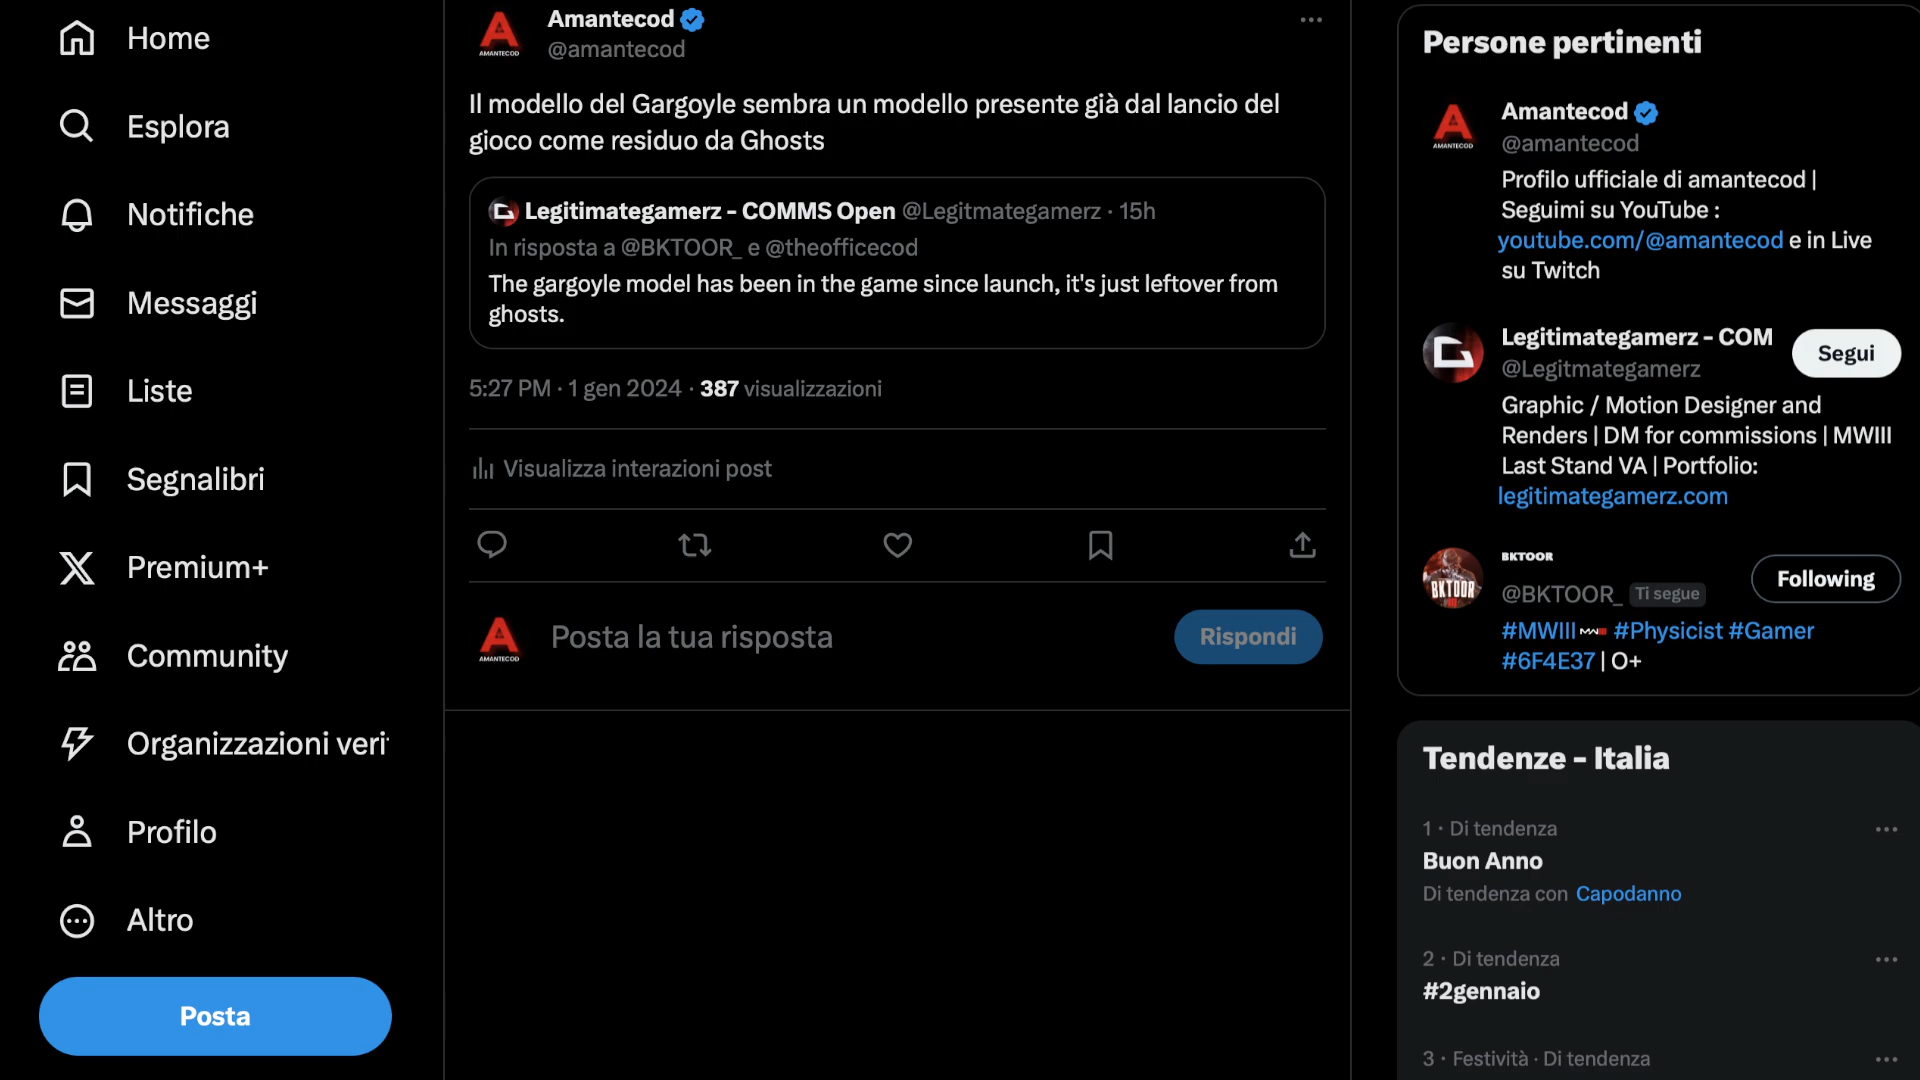 Home
Esplora
Notifiche
Messaggi
Liste
Segnalibri
Premium+
Community
Organizzazioni veri
Profilo
Altro
Posta
Amantecod
@amantecod
AMANTECOD
Il modello del Gargoyle sembra un modello presente già dal lancio del
gioco come residuo da Ghosts
Legitimategamerz - COMMS Open @Legitmategamerz · 15h
In risposta a @BKTOOR_ e @theofficecod
The gargoyle model has been in the game since launch, it's just leftover from
ghosts.
5:27 PM · 1 gen 2024 · 387 visualizzazioni
Visualizza interazioni post
AMANTECOD
Posta la tua risposta
Rispondi
Persone pertinenti
AMANTECOD
Amantecod
@amantecod
Profilo ufficiale di amantecod |
Seguimi su YouTube :
youtube.com/@amantecod e in Live
su Twitch
Legitimategamerz - COM
@Legitmategamerz
Segui
Graphic / Motion Designer and
Renders | DM for commissions | MWIII
Last Stand VA | Portfolio:
legitimategamerz.com
BKTOOR
BKTOOR
@BKTOOR_ Ti segue
Following
#MWIII #Physicist #Gamer
#6F4E37 | O+
Tendenze - Italia
1 · Di tendenza
Buon Anno
Di tendenza con Capodanno
2 · Di tendenza
#2gennaio
3 · Festività · Di tendenza